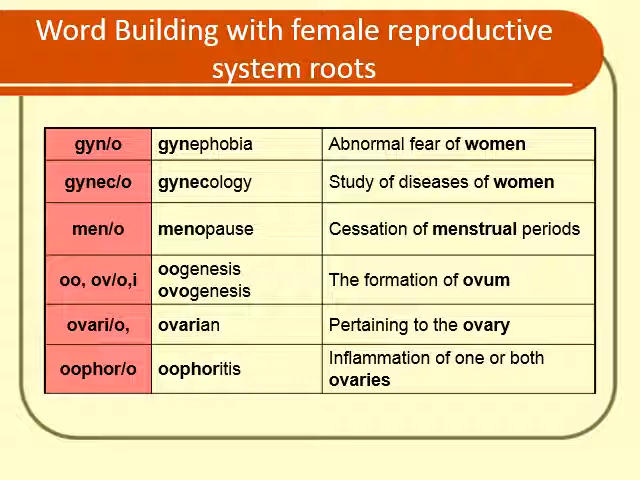 Word Building with female reproductive
system roots
gyn/o gynephobia Abnormal fear of women
gynec/o gynecology Study of diseases of women
men/o menopause Cessation of menstrual periods
oo, ov/o,i oogenesis The formation of ovum
ovogenesis
ovari/o, ovarian Pertaining to the ovary
oophor/o oophoritis Inflammation of one or both
ovaries